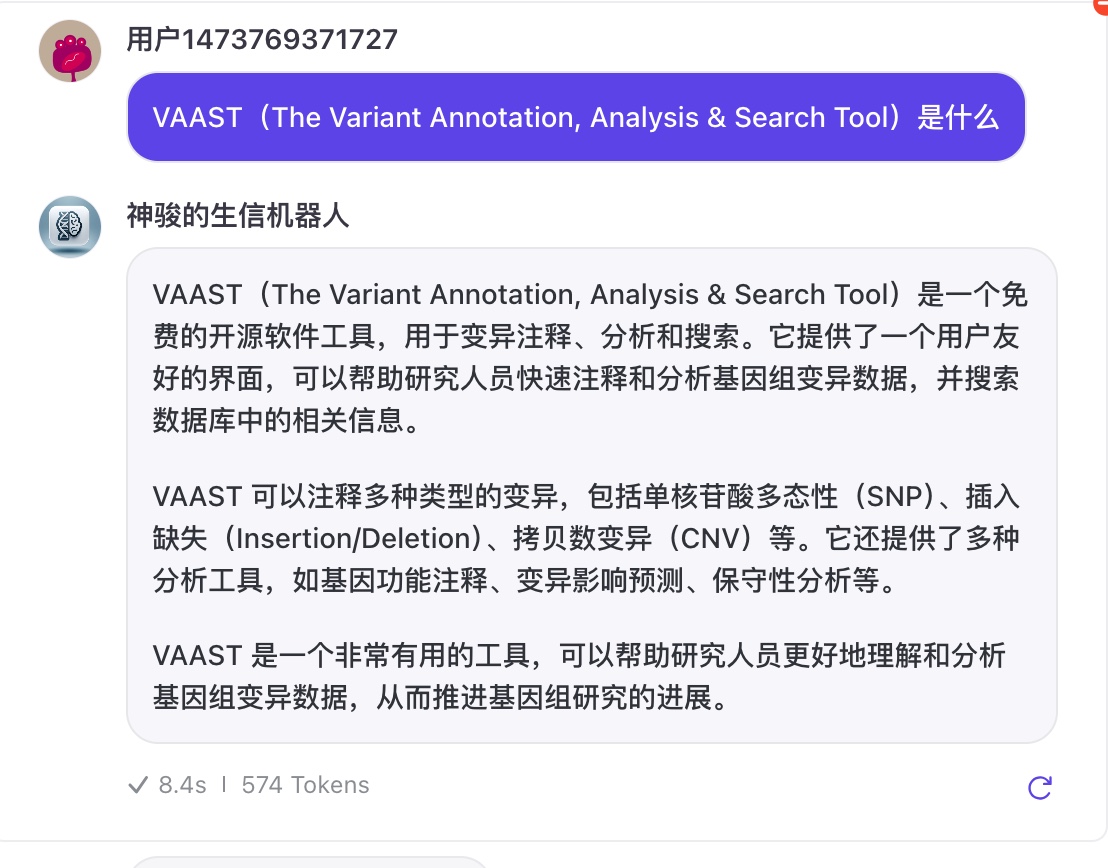 用户1473769371727
VAAST（The Variant Annotation, Analysis & Search Tool）是什么
神骏的生信机器人
VAAST（The Variant Annotation, Analysis & Search Tool）是一个免
费的开源软件工具，用于变异注释、分析和搜索。它提供了一个用户友
好的界面，可以帮助研究人员快速注释和分析基因组变异数据，并搜索
数据库中的相关信息。
VAAST 可以注释多种类型的变异，包括单核苷酸多态性（SNP）、插入
缺失（Insertion/Deletion）、拷贝数变异（CNV）等。它还提供了多种
分析工具，如基因功能注释、变异影响预测、保守性分析等。
VAAST 是一个非常有用的工具，可以帮助研究人员更好地理解和分析
基因组变异数据，从而推进基因组研究的进展。
8.4s | 574 Tokens